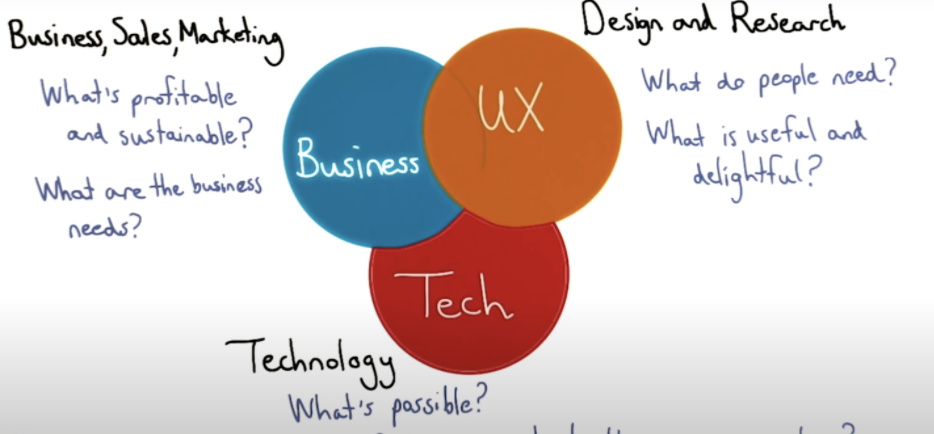 Business, Sales, Marketing
What's profitable
and sustainable?
What are the business
needs?
Business
UX
Design and Research
What do people need?
What is useful and
delightful?
Tech
Technology
What's possible?